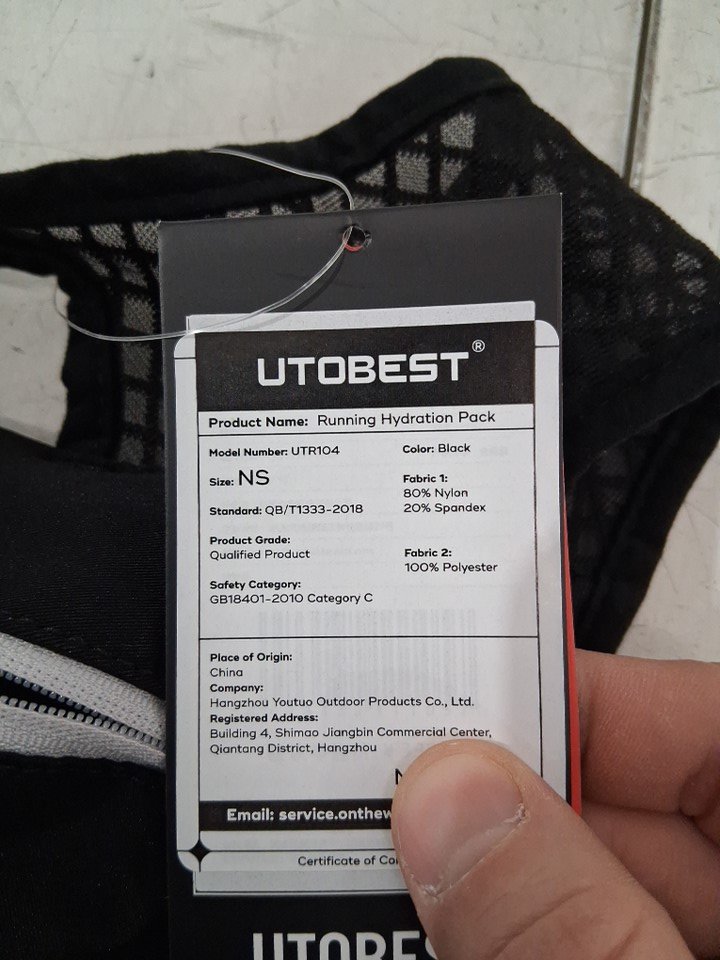 UTOBEST®
Product Name: Running Hydration Pack
Model Number: UTR104
Color: Black
Size: NS
Fabric 1:
80% Nylon
20% Spandex
Standard: QB/T1333-2018
Product Grade:
Qualified Product
Fabric 2:
100% Polyester
Safety Category:
GB18401-2010 Category C
Place of Origin:
China
Company:
Hangzhou Youtuo Outdoor Products Co., Ltd.
Registered Address:
Building 4, Shimao Jiangbin Commercial Center,
Qiantang District, Hangzhou
Email:
Certificate of